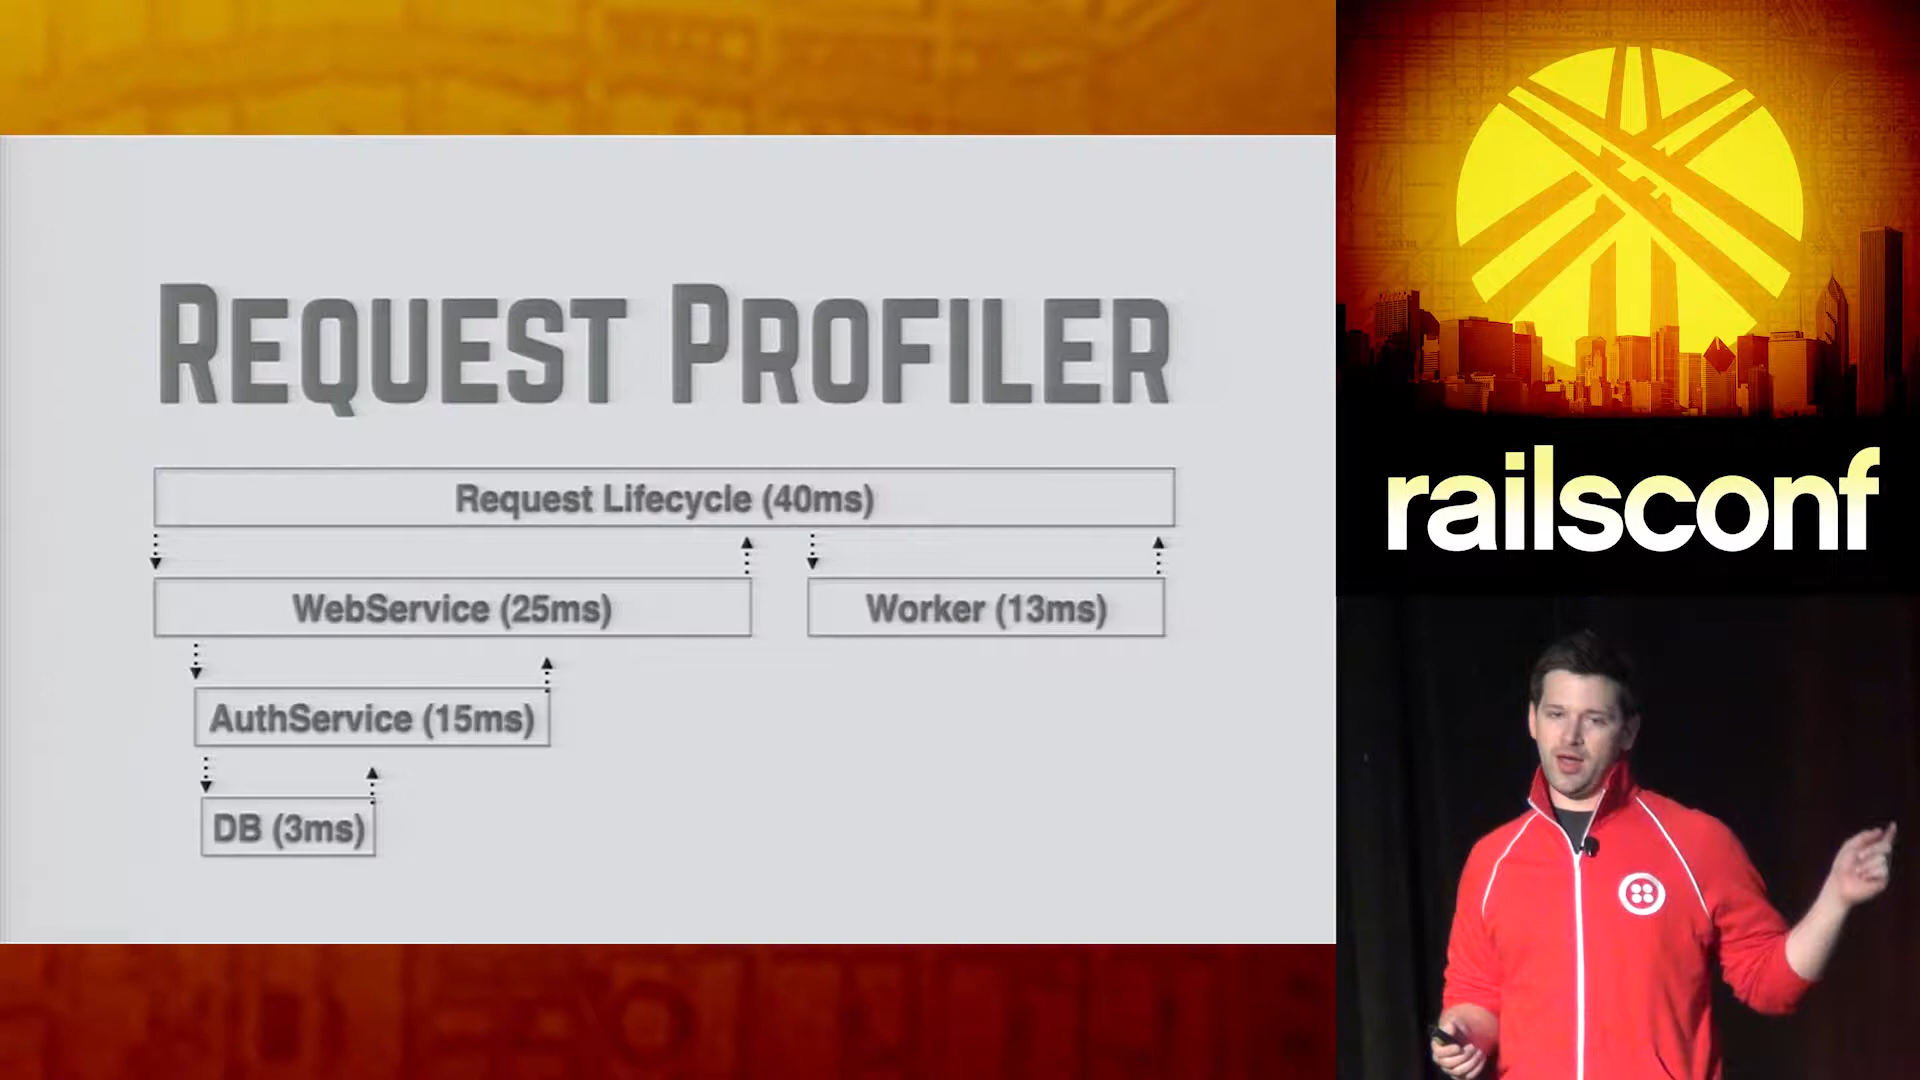 REQUEST PROFILER
Request Lifecycle (40ms)
WebService (25ms)
Worker (13ms)
AuthService (15ms)
DB (3ms)
railsconf